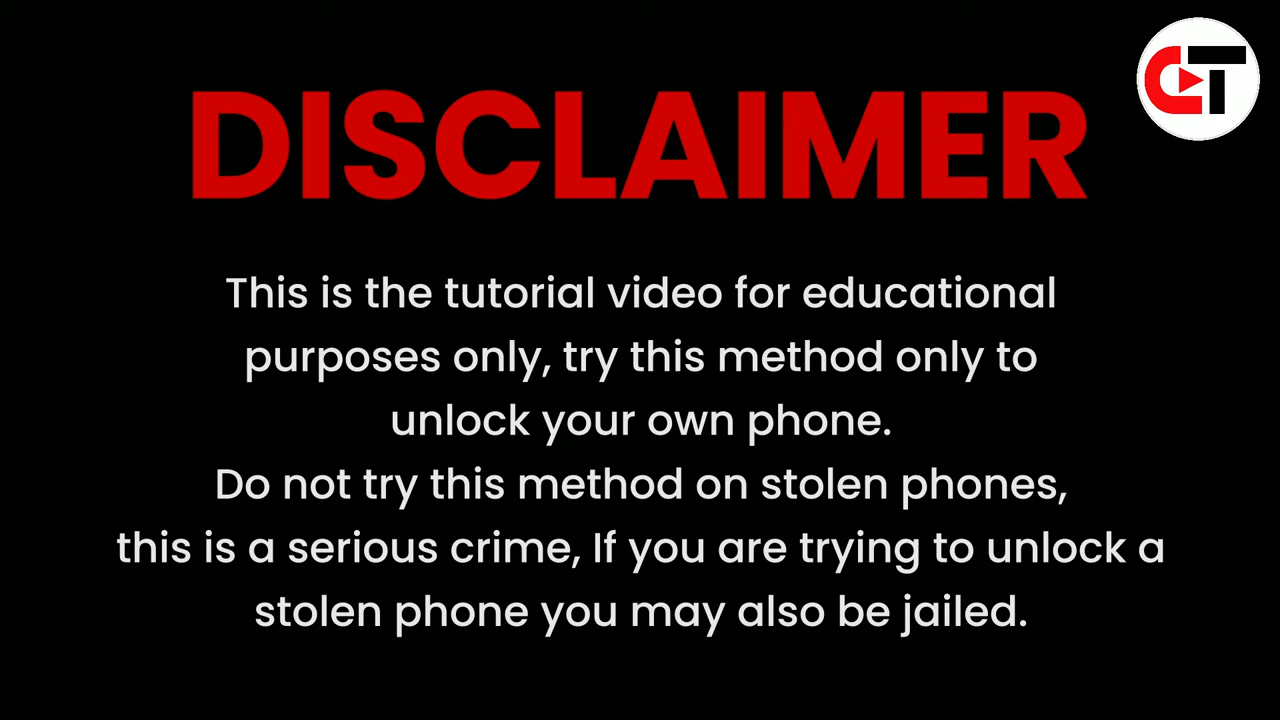 DISCLAIMER
This is the tutorial video for educational
purposes only, try this method only to
unlock your own phone.
Do not try this method on stolen phones,
this is a serious crime, If you are trying to unlock a
stolen phone you may also be jailed.
CT